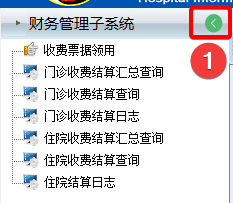 Hospital Inform
财务管理子系统
1
收费票据领用
门诊收费结算汇总查询
门诊收费结算查询
门诊收费结算日志
住院收费结算汇总查询
住院收费结算查询
住院结算日志